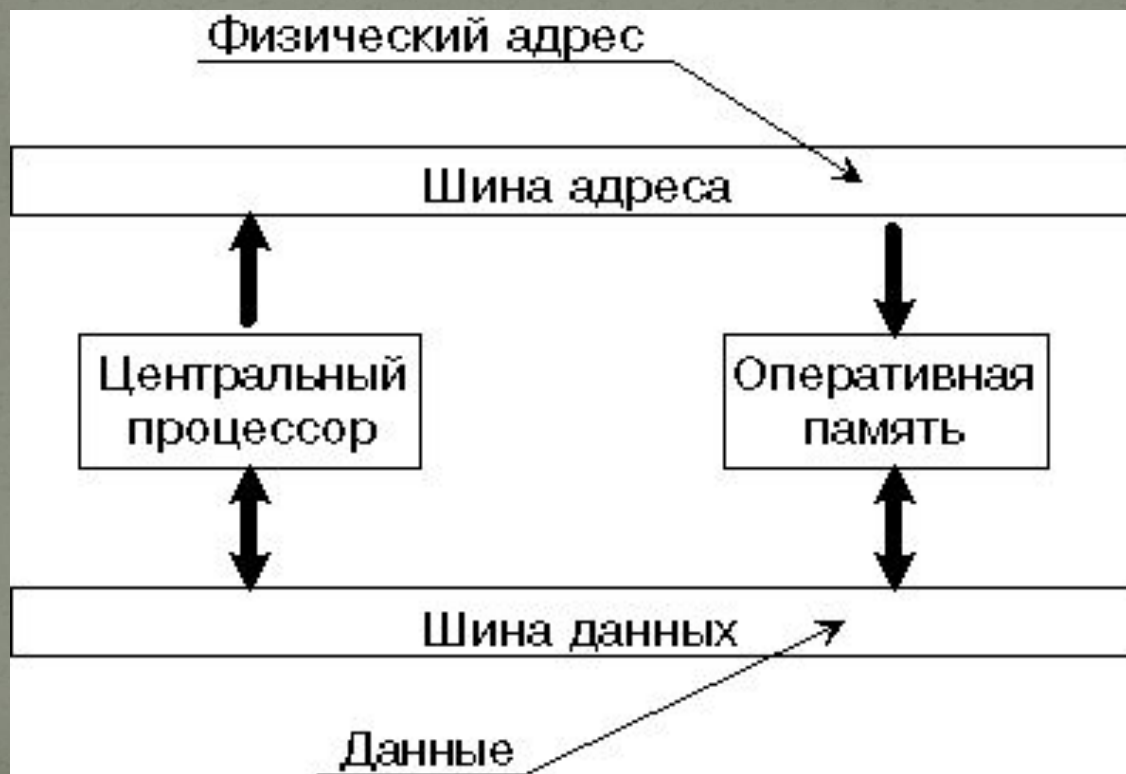 Физический адрес
Шина адреса
Центральный
процессор
Оперативная
память
Шина данных
Данные